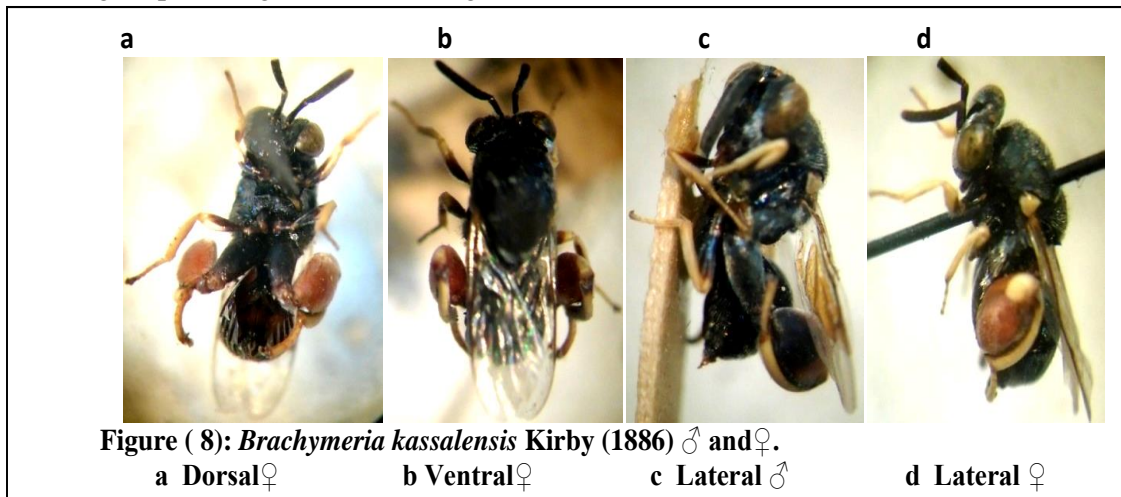 a b c d
Figure ( 8): Brachymeria kassalensis Kirby (1886) ♂ and♀.
a Dorsal♀ b Ventral♀ c Lateral ♂ d Lateral ♀